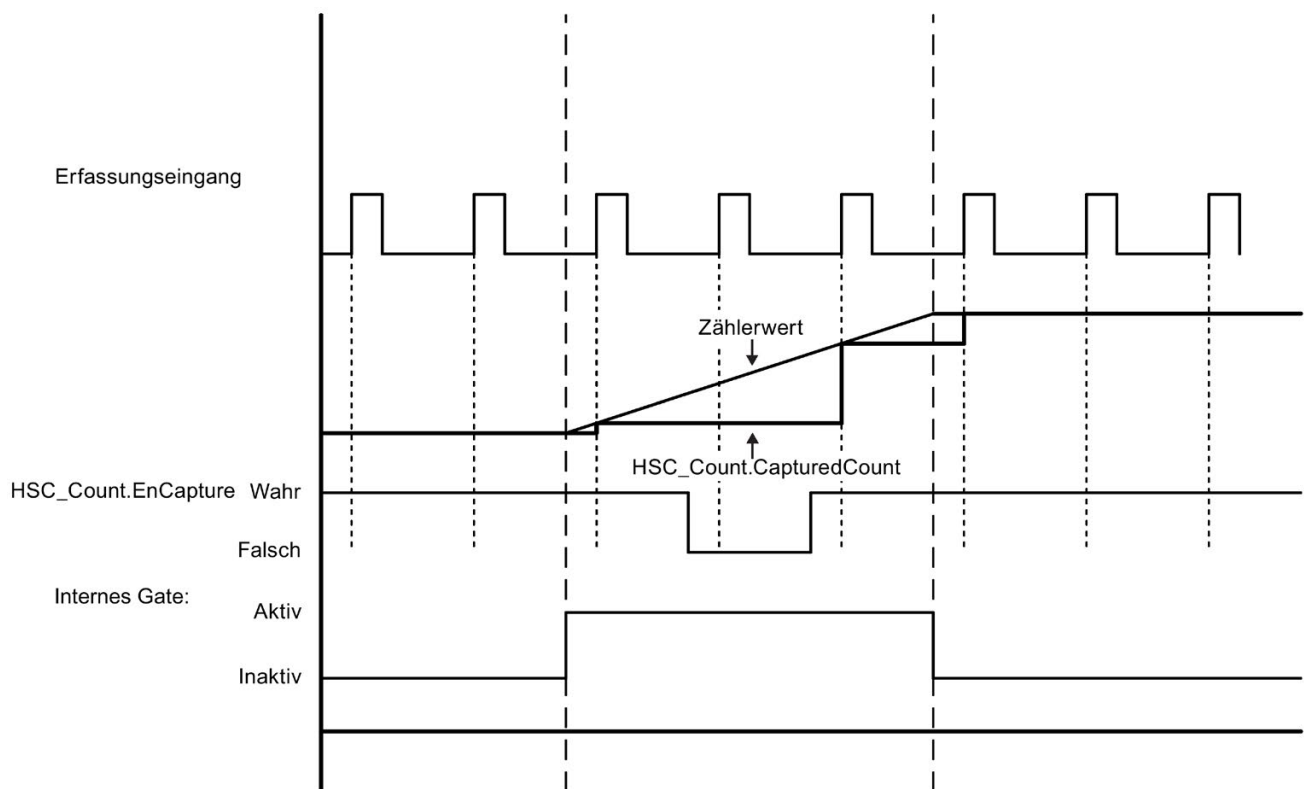 Erfassungseingang
Zählerwert
HSC_Count.CapturedCount
HSC_Count.EnCapture Wahr
Falsch
Internes Gate:
Aktiv
Inaktiv